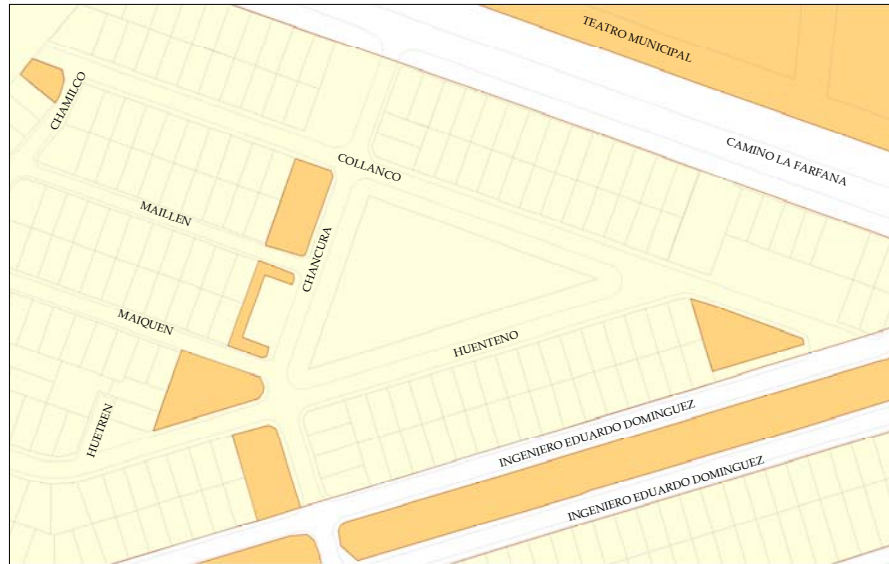 TEATRO MUNICIPAL
CHAMILCO
CAMINO LA FARFANA
COLLANCO
MAILLEN
CHANCURA
MAIQUEN
HUENTENO
HUETREN
INGENIERO EDUARDO DOMINGUEZ
INGENIERO EDUARDO DOMINGUEZ